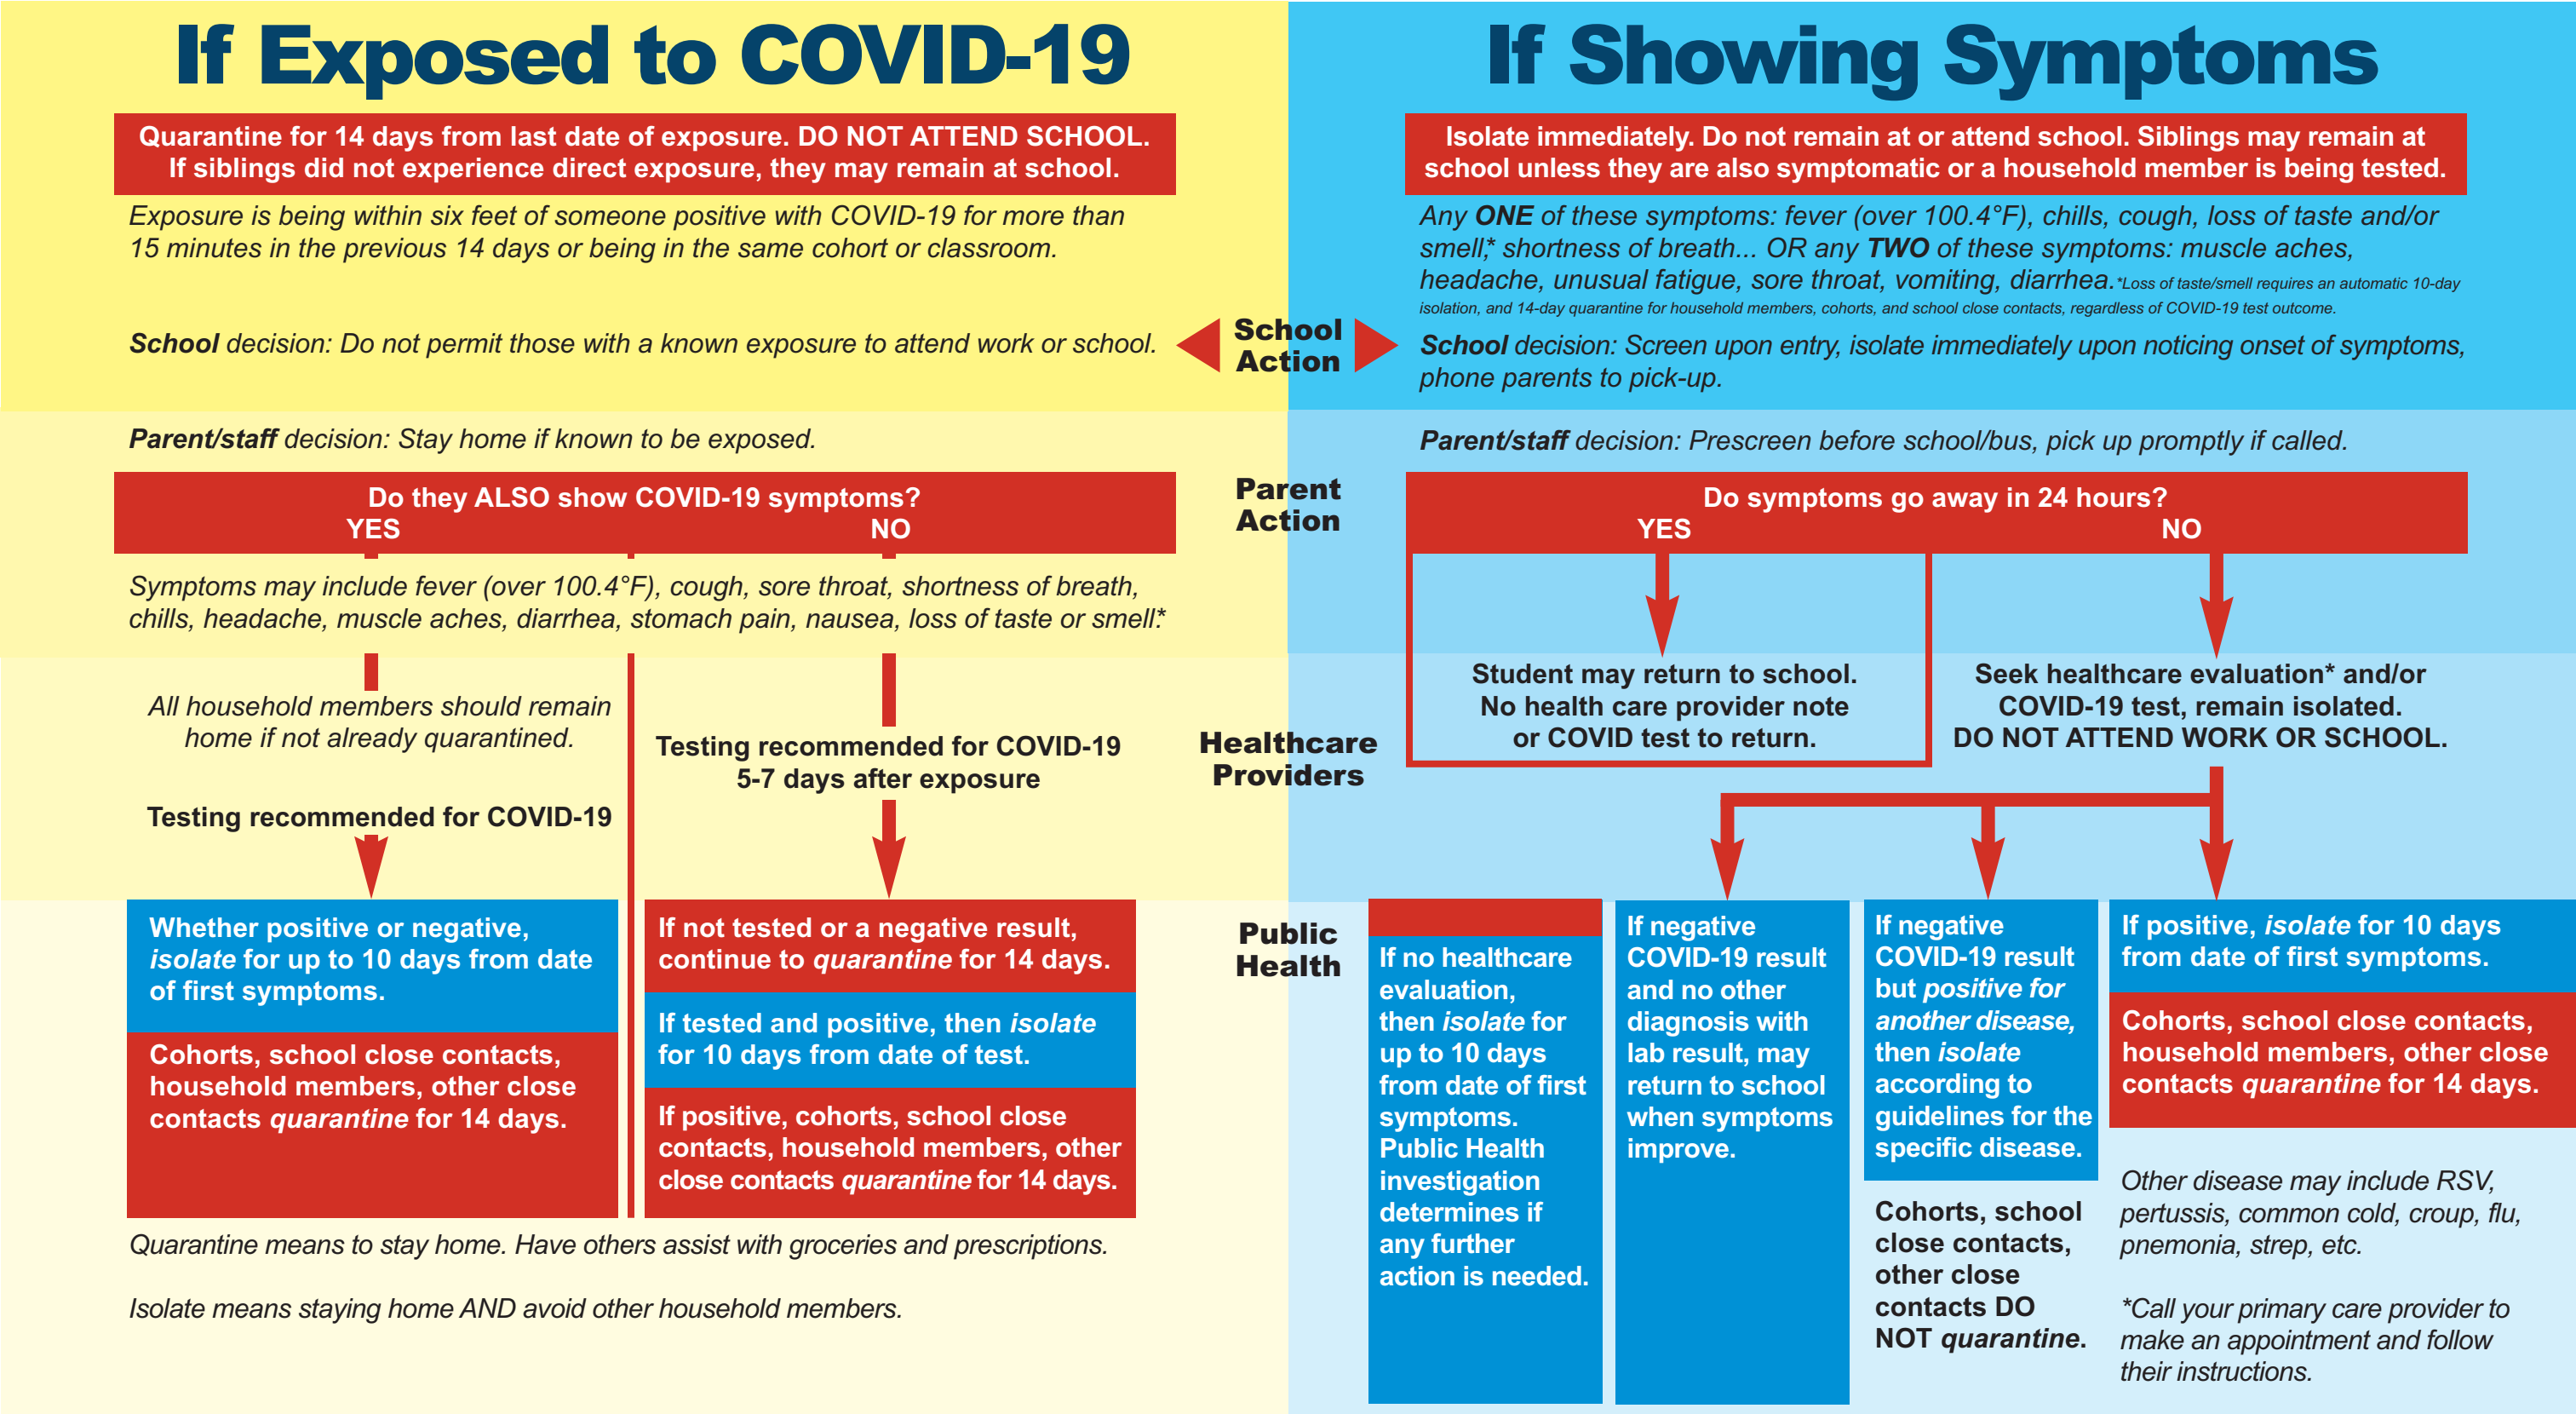 If Exposed to COVID-19
Quarantine for 14 days from last date of exposure. DO NOT ATTEND SCHOOL.
If siblings did not experience direct exposure, they may remain at school.
Exposure is being within six feet of someone positive with COVID-19 for more than
15 minutes in the previous 14 days or being in the same cohort or classroom.
School decision: Do not permit those with a known exposure to attend work or school.
Parent/staff decision: Stay home if known to be exposed.
Do they ALSO show COVID-19 symptoms?
YES NO
Symptoms may include fever (over 100.4°F), cough, sore throat, shortness of breath,
chills, headache, muscle aches, diarrhea, stomach pain, nausea, loss of taste or smell.*
All household members should remain
home if not already quarantined.
Testing recommended for COVID-19
Testing recommended for COVID-19
5-7 days after exposure
Whether positive or negative,
isolate for up to 10 days from date
of first symptoms.
Cohorts, school close contacts,
household members, other close
contacts quarantine for 14 days.
If not tested or a negative result,
continue to quarantine for 14 days.
If tested and positive, then isolate
for 10 days from date of test.
If positive, cohorts, school close
contacts, household members, other
close contacts quarantine for 14 days.
Quarantine means to stay home. Have others assist with groceries and prescriptions.
Isolate means staying home AND avoid other household members.
School
Action
Parent
Action
Healthcare
Providers
Public
Health
If Showing Symptoms
Isolate immediately. Do not remain at or attend school. Siblings may remain at
school unless they are also symptomatic or a household member is being tested.
Any ONE of these symptoms: fever (over 100.4°F), chills, cough, loss of taste and/or
smell,* shortness of breath... OR any TWO of these symptoms: muscle aches,
headache, unusual fatigue, sore throat, vomiting, diarrhea.*Loss of taste/smell requires an automatic 10-day
isolation, and 14-day quarantine for household members, cohorts, and school close contacts, regardless of COVID-19 test outcome.
School decision: Screen upon entry, isolate immediately upon noticing onset of symptoms,
phone parents to pick-up.
Parent/staff decision: Prescreen before school/bus, pick up promptly if called.
Do symptoms go away in 24 hours?
YES NO
Student may return to school.
No health care provider note
or COVID test to return.
Seek healthcare evaluation* and/or
COVID-19 test, remain isolated.
DO NOT ATTEND WORK OR SCHOOL.
If no healthcare
evaluation,
then isolate for
up to 10 days
from date of first
symptoms.
Public Health
investigation
determines if
any further
action is needed.
If negative
COVID-19 result
and no other
diagnosis with
lab result, may
return to school
when symptoms
improve.
If negative
COVID-19 result
but positive for
another disease,
then isolate
according to
guidelines for the
specific disease.
Cohorts, school
close contacts,
other close
contacts DO
NOT quarantine.
If positive, isolate for 10 days
from date of first symptoms.
Cohorts, school close contacts,
household members, other close
contacts quarantine for 14 days.
Other disease may include RSV,
pertussis, common cold, croup, flu,
pnemonia, strep, etc.
*Call your primary care provider to
make an appointment and follow
their instructions.